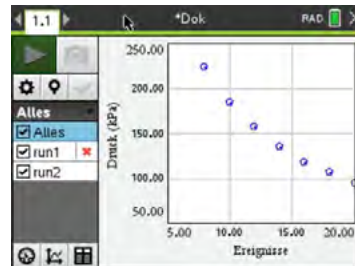 1.1
*Dok
RAD
Alles
Alles
run1
run2
250.00
200.00
150.00
100.00
50.00
Druck (kPa)
5.00 10.00 15.00 20.00
Ereignisse